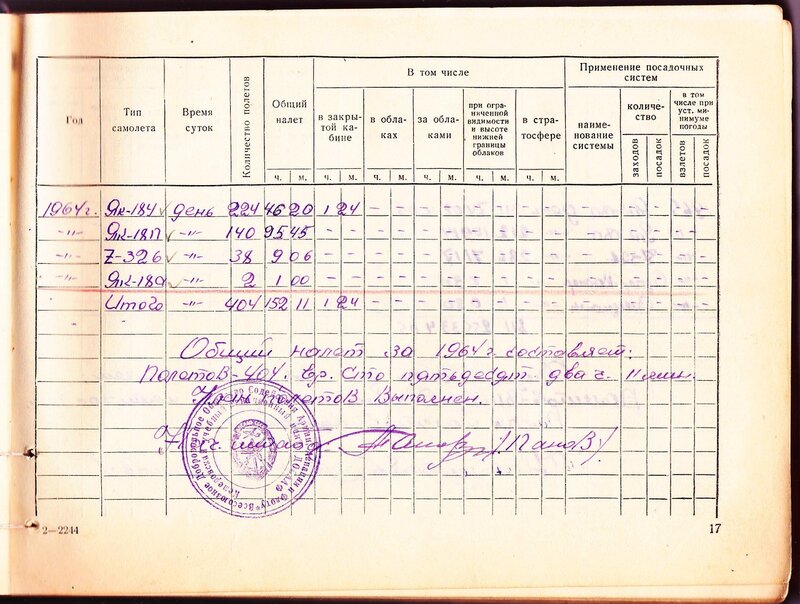 Год
Тип самолета
Время суток
Количество полетов
Общий налет
В том числе
Применение посадочных систем
в закрытой кабине
в облаках
за облаками
при ограниченной видимости и высоте нижней границы облаков
в стратосфере
наименование системы
количество
в том числе при уст. минимуме погоды
заходов
посадок
взлетов
посадок
ч. м. ч. м. ч. м. ч. м. ч. м. ч. м.
1964г. Як-18У день 224 46 20 1 24 - - - - - - - - - - - - -
-"- Як-18П -"- 140 95 45 - - - - - - - - - -
-"- Z-326 -"- 38 9 06 - - - - - - - - - -
-"- Як-18А -"- 2 1 00 - - - - - - - - - -
Итого -"- 404 152 11 1 24 - - - - - - - - - -
Общий налет за 1964г. составляет:
Полетов-404. Вр. Сто пятьдесят два ч. 11 мин.
План полетов Выполнен.
Нач. штаба (Панов)
2—2244
17